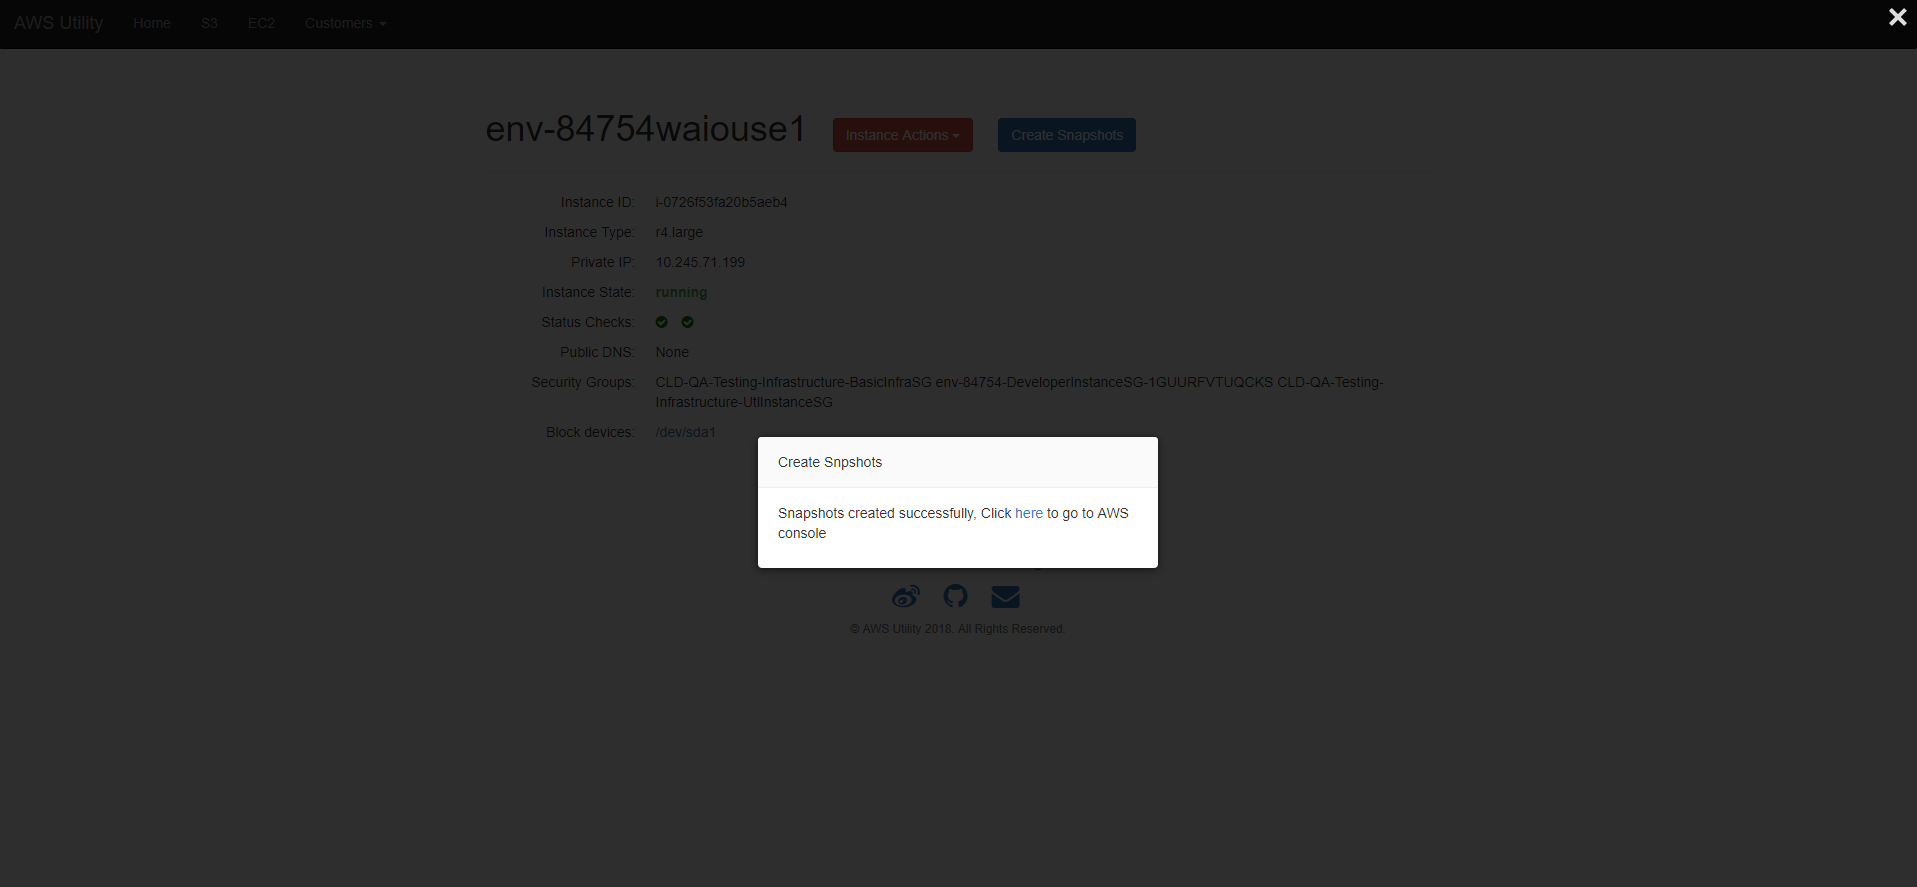 AWS Utility Home S3 EC2 Customers
env-84754waiouse1 Instance Actions Create Snapshots
Instance ID: i-0726f53fa20b5aeb4
Instance Type: r4.large
Private IP: 10.245.71.199
Instance State: running
Status Checks:
Public DNS: None
Security Groups: CLD-QA-Testing-Infrastructure-BasicInfraSG env-84754-DeveloperInstanceSG-1GUURFVTUQCKS CLD-QA-Testing-
Infrastructure-UtlInstanceSG
Block devices: /dev/sda1
Create Snpshots
Snapshots created successfully, Click here to go to AWS
console
© AWS Utility 2018. All Rights Reserved.